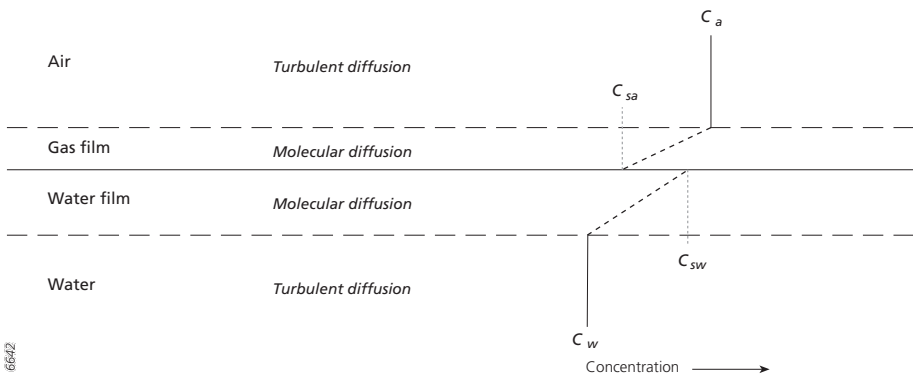 C a
Air
Turbulent diffusion
C sa
Gas film
Molecular diffusion
Water film
Molecular diffusion
C sw
Water
Turbulent diffusion
C w
6642
Concentration